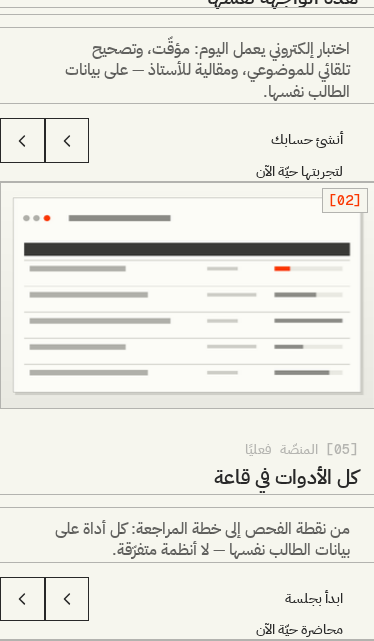 اختبار إلكتروني يعمل اليوم: مؤقّت، وتصحيح
تلقائي للموضوعي، ومقالية للأستاذ — على بيانات
الطالب نفسها.
أنشئ حسابك
لتجربتها حيّة الآن
[02]
[05] المنصّة فعليًا
كل الأدوات في قاعة
من نقطة الفحص إلى خطة المراجعة: كل أداة على
بيانات الطالب نفسها — لا أنظمة متفرّقة.
ابدأ بجلسة
محاضرة حيّة الآن